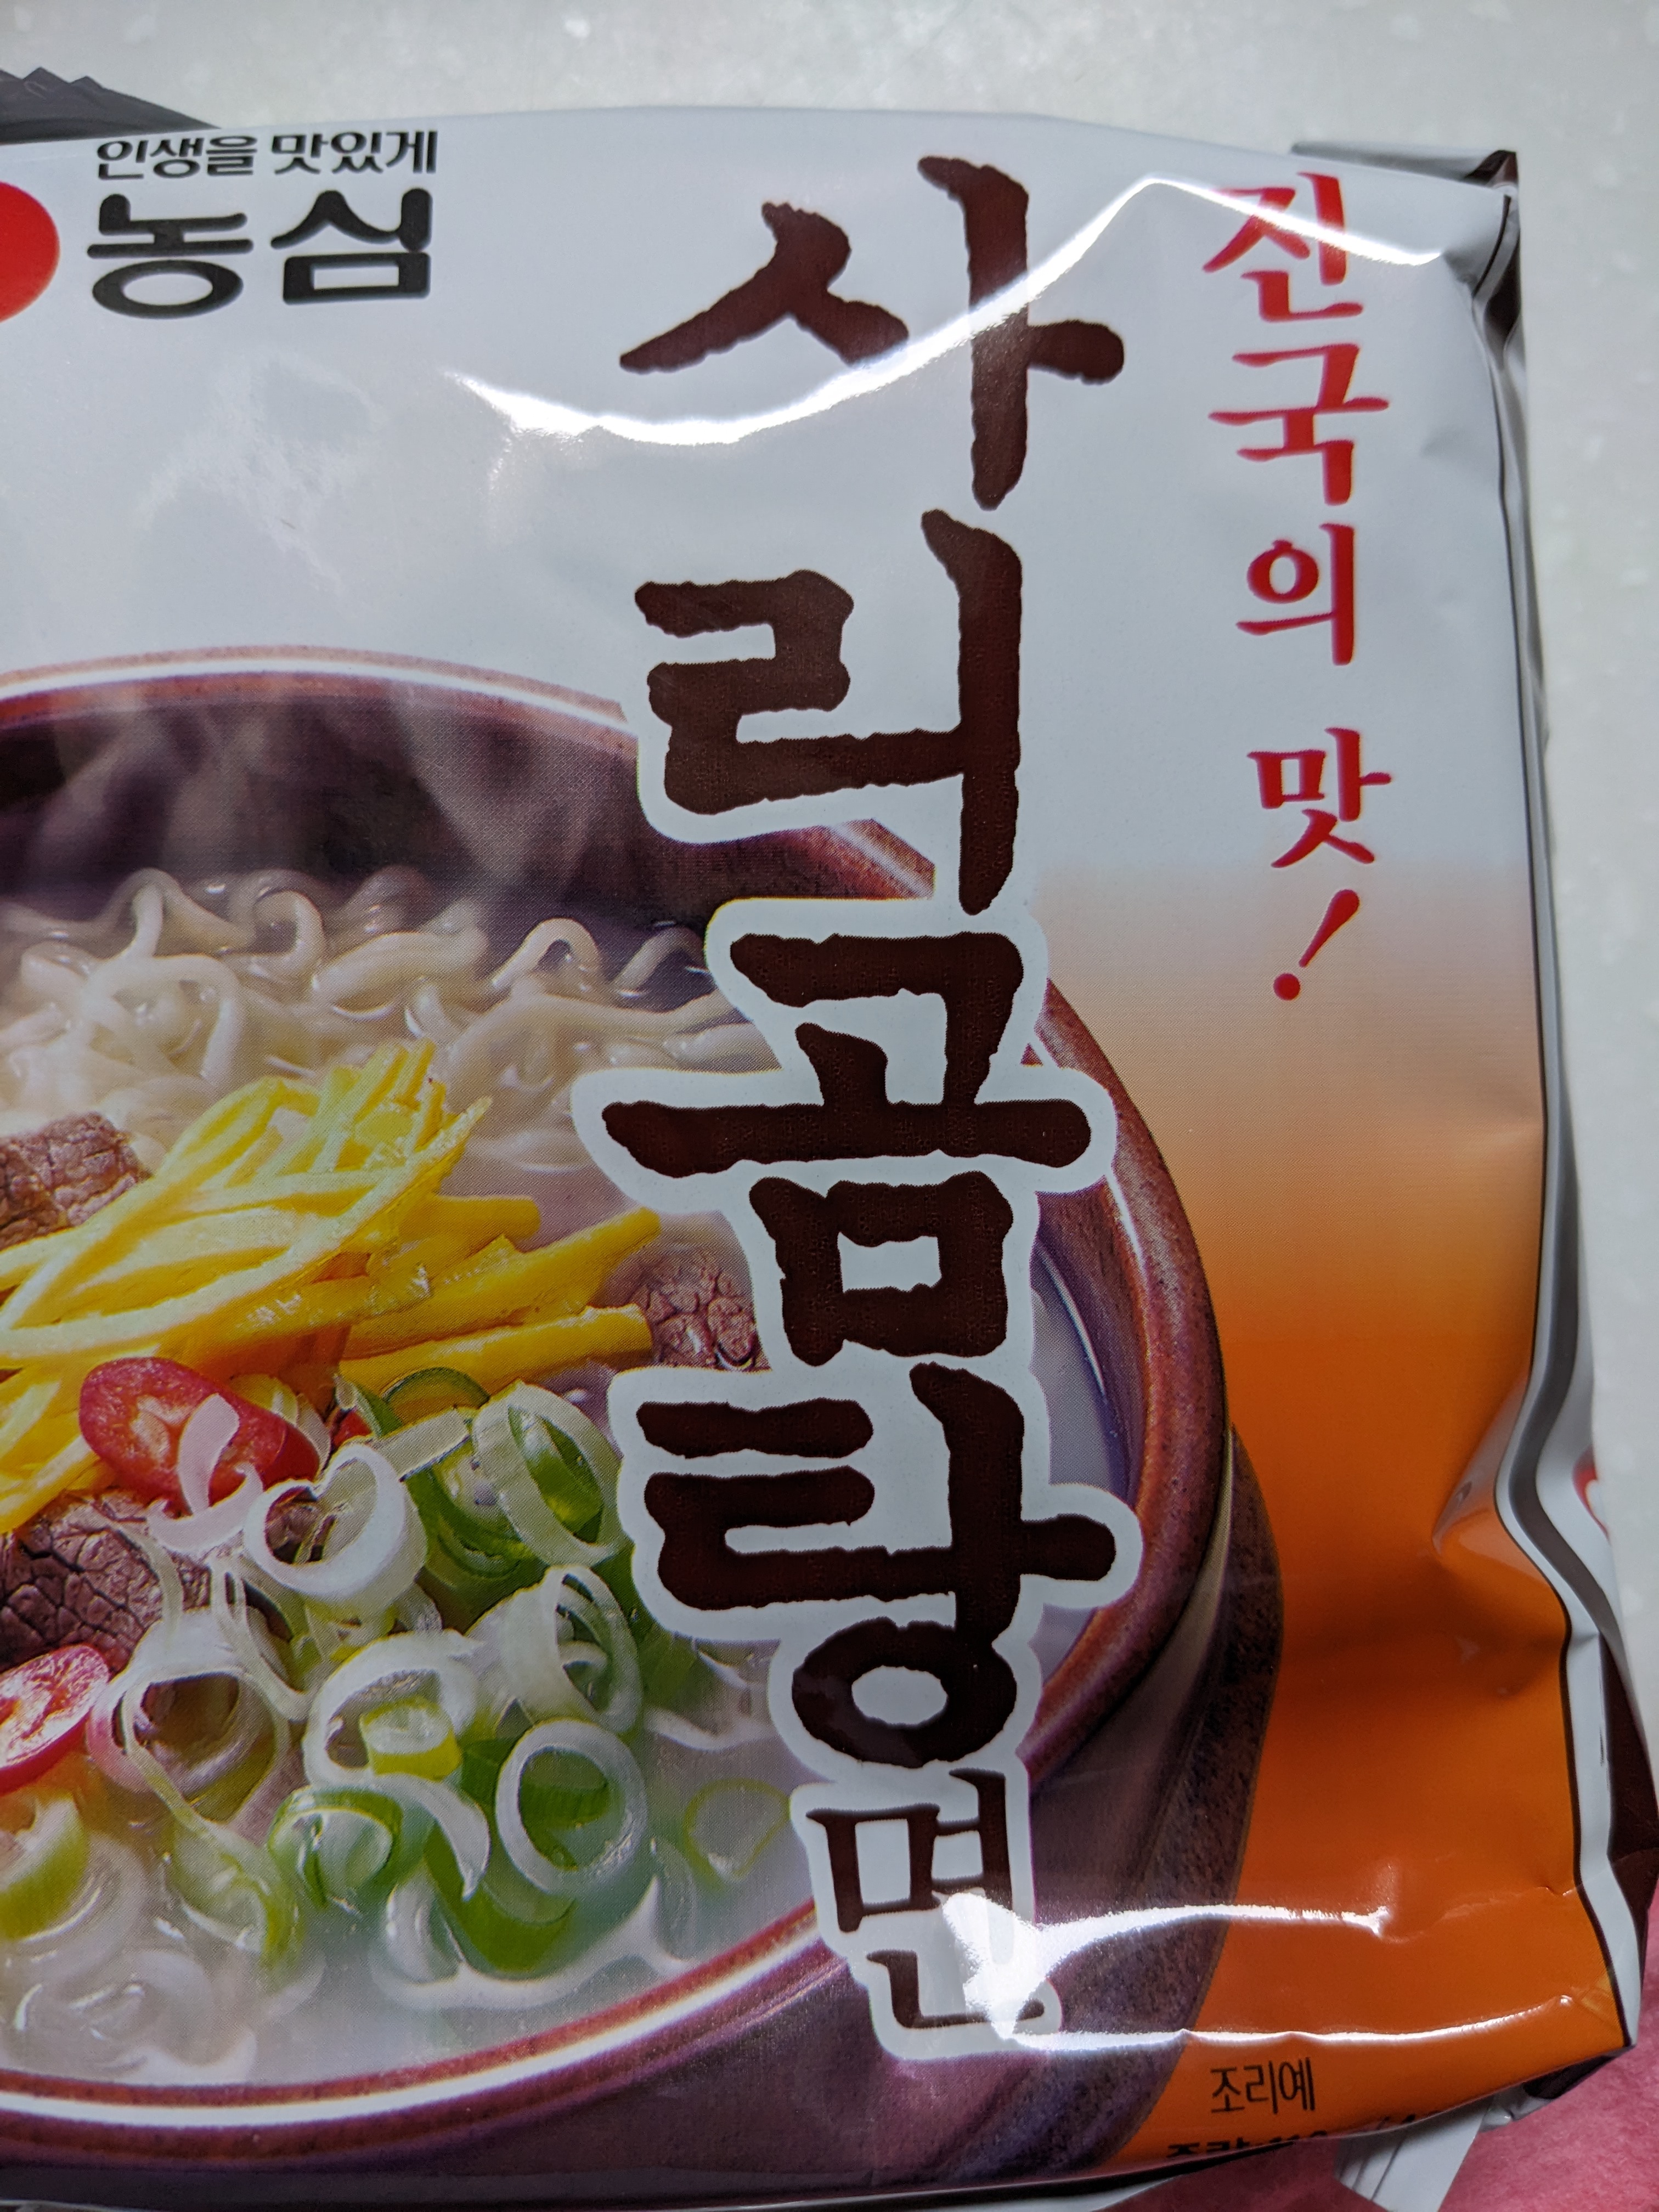 인생을 맛있게
농심
진국의 맛!
사리곰탕면
조리예